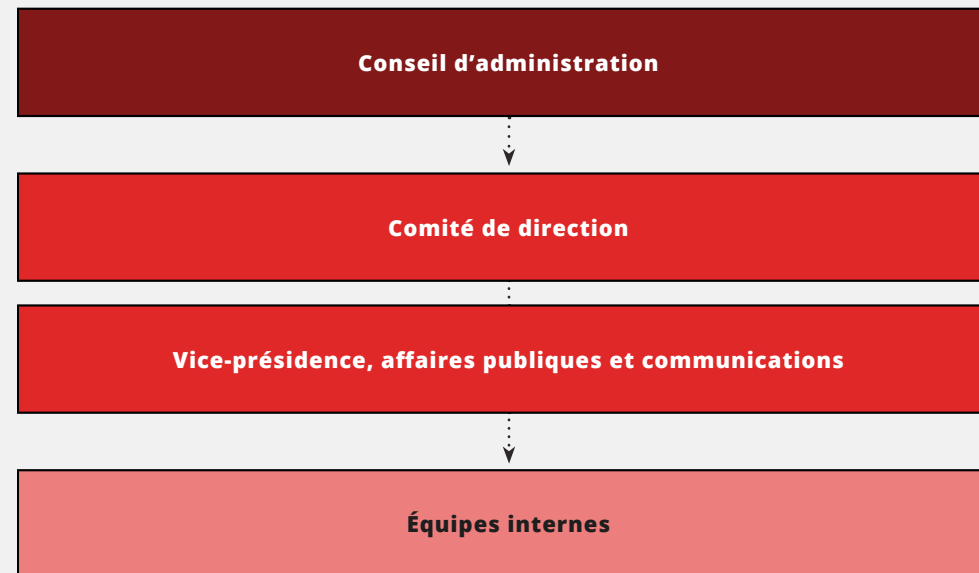 Conseil d’administration
Comité de direction
Vice-présidence, affaires publiques et communications
Équipes internes